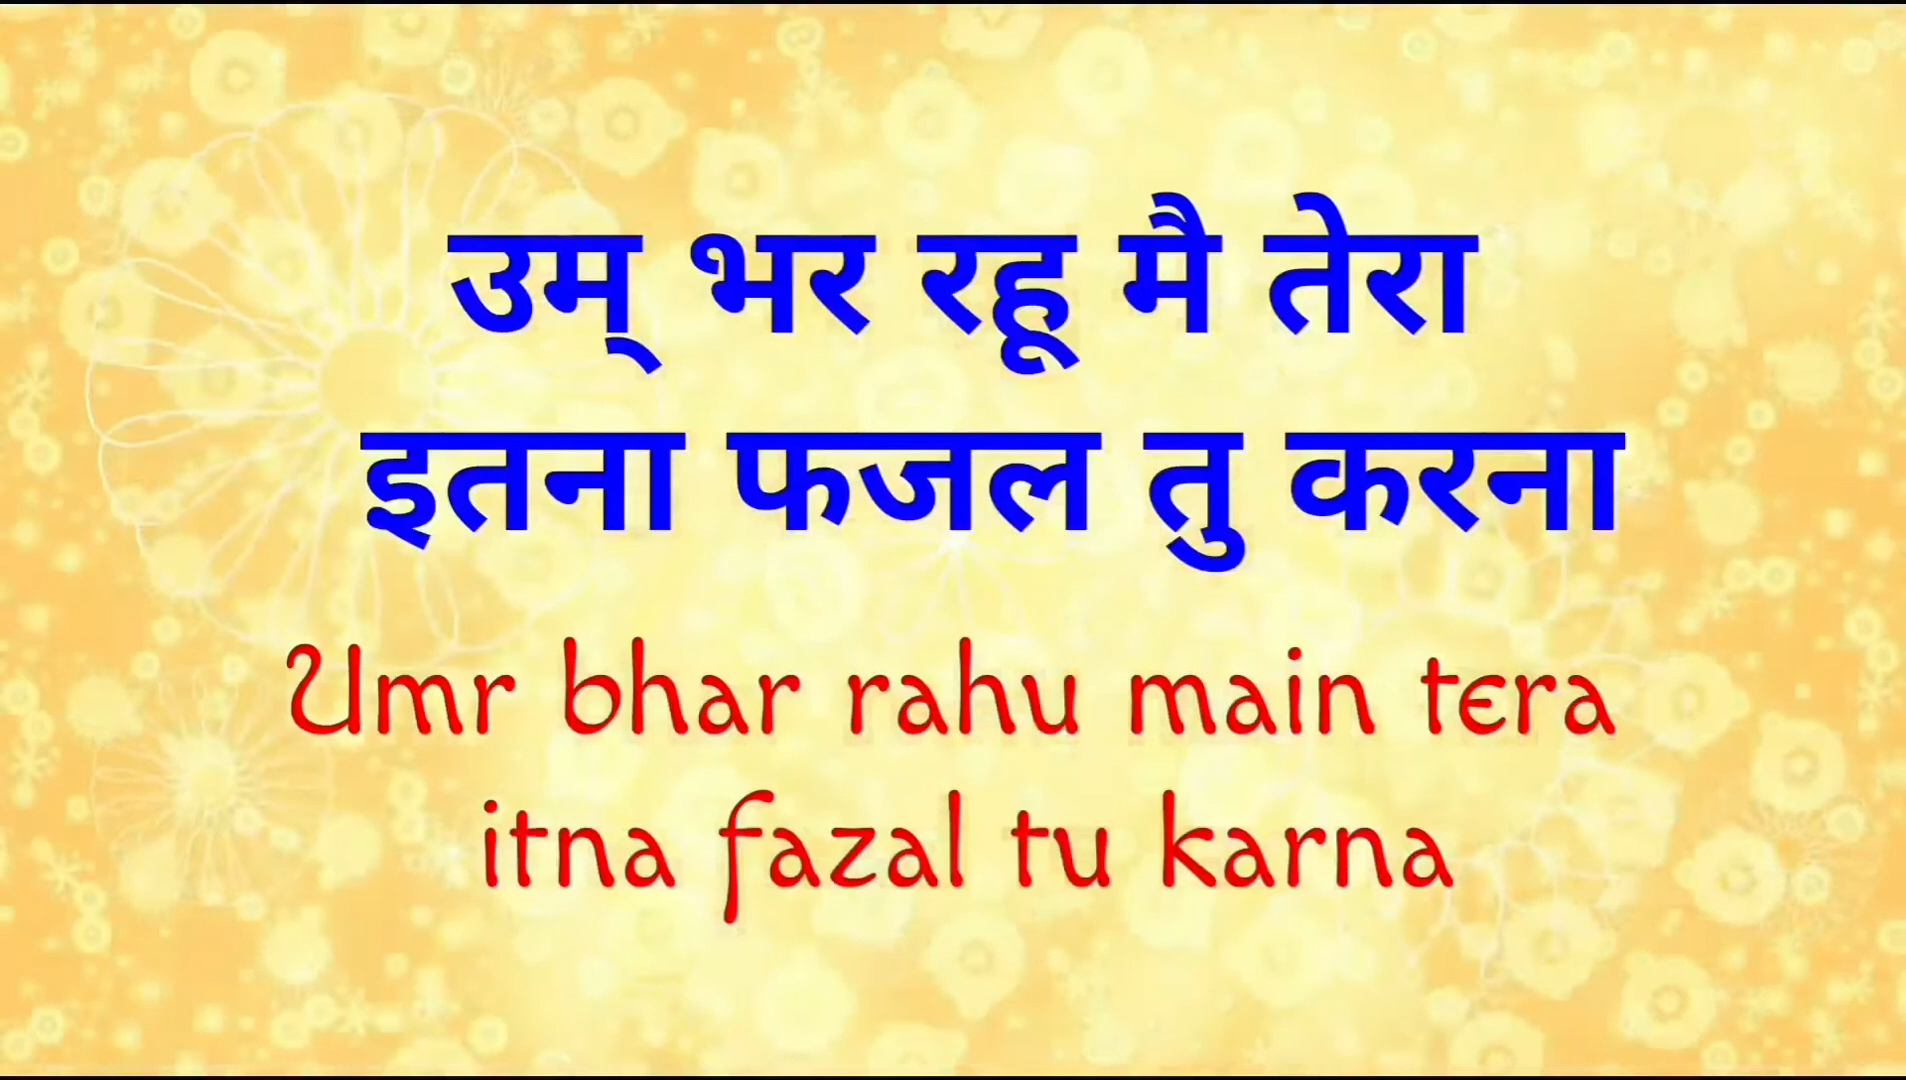 उम् भर रहू मै तेरा
इतना फजल तु करना
Umr bhar rahu main tera
itna fazal tu karna